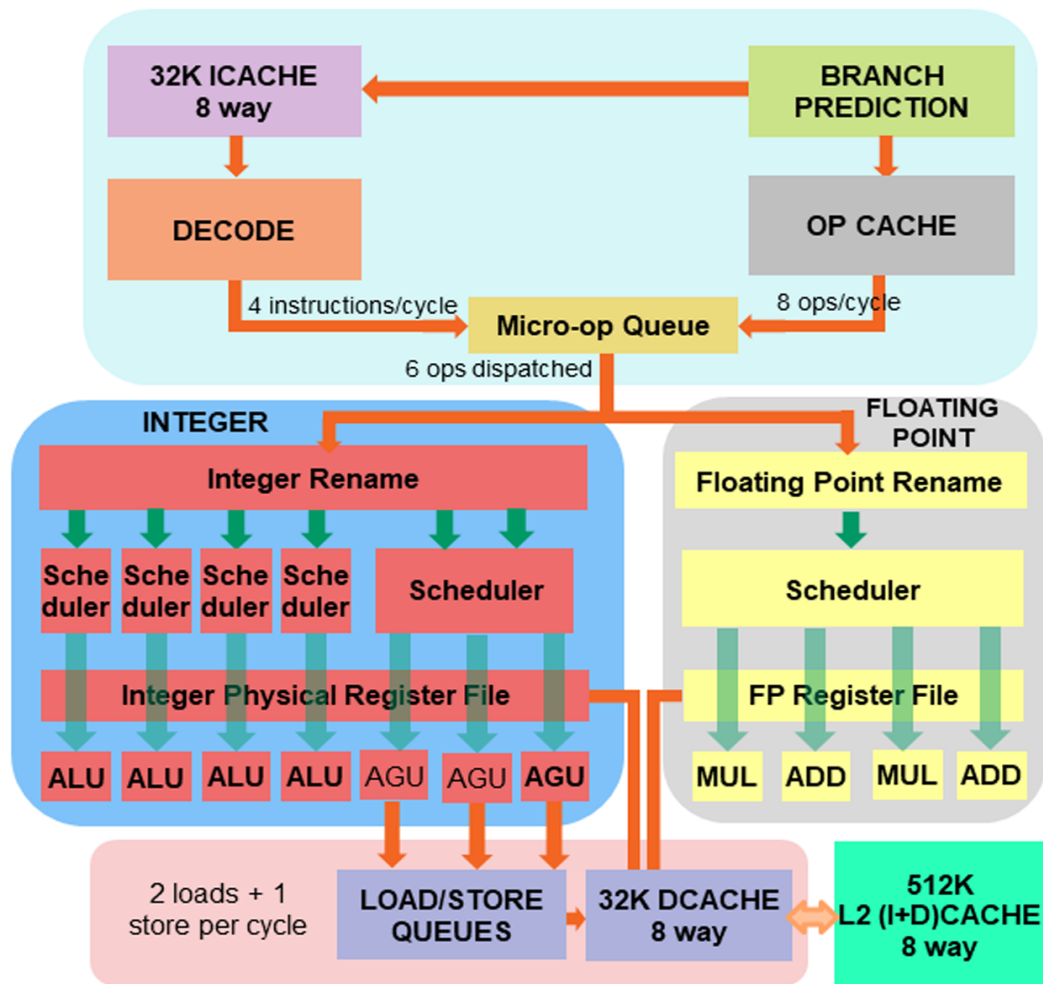 32K ICACHE
8 way
BRANCH
PREDICTION
DECODE
OP CACHE
4 instructions/cycle
8 ops/cycle
Micro-op Queue
6 ops dispatched
INTEGER
FLOATING
POINT
Integer Rename
Floating Point Rename
Sche
duler
Sche
duler
Sche
duler
Sche
duler
Scheduler
Scheduler
Integer Physical Register File
FP Register File
ALU
ALU
ALU
ALU
AGU
AGU
AGU
MUL
ADD
MUL
ADD
2 loads + 1
store per cycle
LOAD/STORE
QUEUES
32K DCACHE
8 way
512K
L2 (I+D)CACHE
8 way